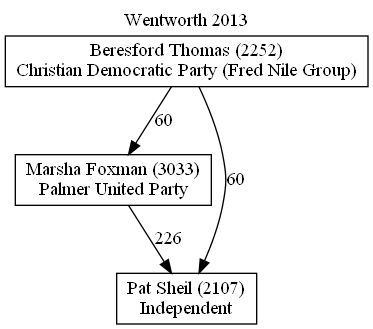 Wentworth 2013
Beresford Thomas (2252)
Christian Democratic Party (Fred Nile Group)
60
Marsha Foxman (3033)
Palmer United Party
60
226
Pat Sheil (2107)
Independent